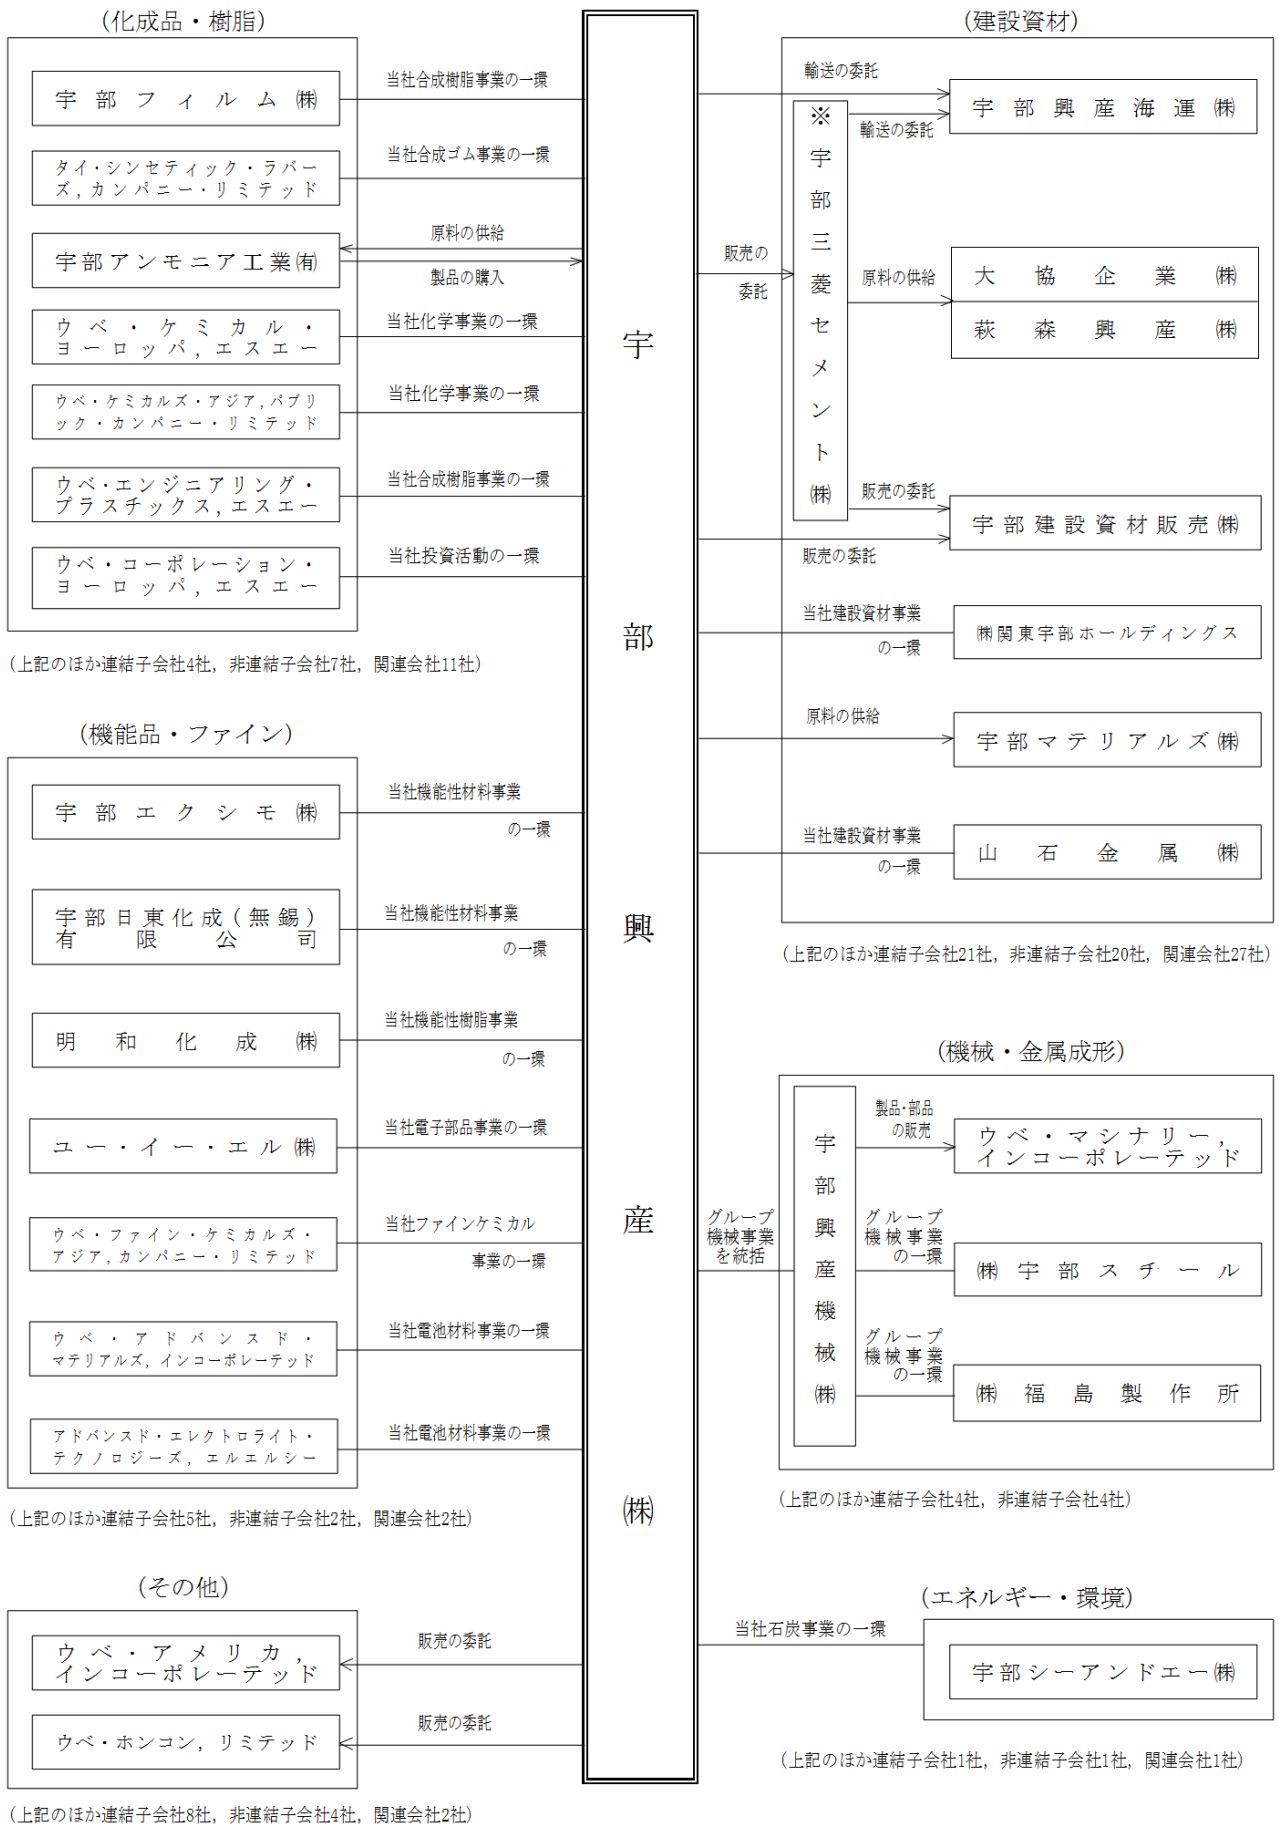 (化成品・樹脂)
宇部フィルム㈱
当社合成樹脂事業の一環
タイ・シンセティック・ラバー
ズ,カンパニー・リミテッド
当社合成ゴム事業の一環
宇部アンモニア工業㈲
原料の供給
製品の購入
ウベ・ケミカル・
ヨーロッパ,エスエー
当社化学事業の一環
ウベ・ケミカルズ・アジア,パブリ
ック・カンパニー・リミテッド
当社化学事業の一環
ウベ・エンジニアリング・
プラスチックス,エスエー
当社合成樹脂事業の一環
ウベ・コーポレーション・
ヨーロッパ,エスエー
当社投資活動の一環
(上記のほか連結子会社4社,非連結子会社7社,関連会社11社)
(機能品・ファイン)
宇部エクシモ㈱
当社機能性材料事業
の一環
宇部日東化成(無錫)
有限公司
当社機能性材料事業
の一環
明和化成㈱
当社機能性樹脂事業
の一環
ユー・イー・エル㈱
当社電子部品事業の一環
ウベ・ファイン・ケミカルズ・
アジア,カンパニー・リミテッド
当社ファインケミカル
事業の一環
ウベ・アドバンスド・
マテリアルズ,インコーポレーテッド
当社電池材料事業の一環
アドバンスド・エレクトロライト・
テクノロジーズ,エルエルシー
当社電池材料事業の一環
(上記のほか連結子会社5社,非連結子会社2社,関連会社2社)
(その他)
ウベ・アメリカ,
インコーポレーテッド
販売の委託
ウベ・ホンコン,リミテッド
販売の委託
(上記のほか連結子会社8社,非連結子会社4社,関連会社2社)
宇部興産㈱
(建設資材)
輸送の委託
宇部興産海運㈱
輸送の委託
※宇部三菱セメント㈱
販売の
委託
原料の供給
大協企業㈱
萩森興産㈱
販売の委託
宇部建設資材販売㈱
販売の委託
当社建設資材事業
の一環
㈱関東宇部ホールディングス
原料の供給
宇部マテリアルズ㈱
当社建設資材事業
の一環
山石金属㈱
(上記のほか連結子会社21社,非連結子会社20社,関連会社27社)
(機械・金属成形)
グループ
機械事業
を統括
宇部興産機械㈱
製品・部品
の販売
ウベ・マシナリー,
インコーポレーテッド
グループ
機械事業
の一環
㈱宇部スチール
グループ
機械事業
の一環
㈱福島製作所
(上記のほか連結子会社4社,非連結子会社4社)
(エネルギー・環境)
当社石炭事業の一環
宇部シーアンドエー㈱
(上記のほか連結子会社1社,非連結子会社1社,関連会社1社)